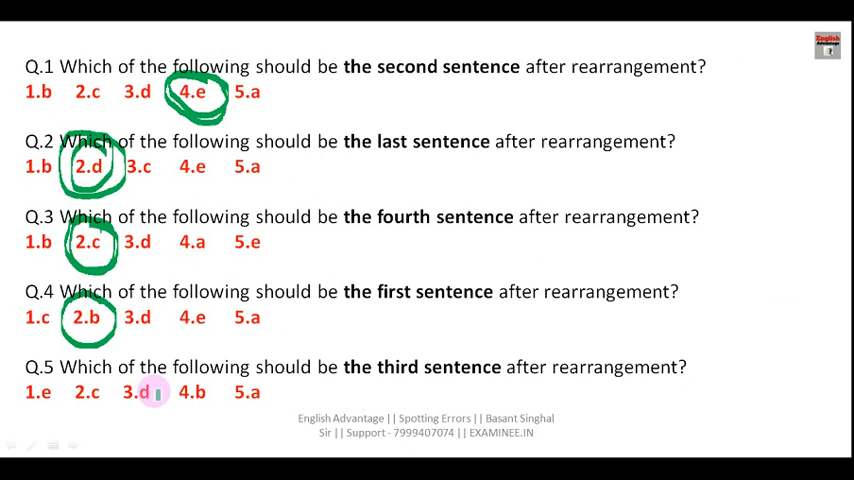 English
Advantage
Q.1 Which of the following should be the second sentence after rearrangement?
1.b 2.c 3.d 4.e 5.a
Q.2 Which of the following should be the last sentence after rearrangement?
1.b 2.d 3.c 4.e 5.a
Q.3 Which of the following should be the fourth sentence after rearrangement?
1.b 2.c 3.d 4.a 5.e
Q.4 Which of the following should be the first sentence after rearrangement?
1.c 2.b 3.d 4.e 5.a
Q.5 Which of the following should be the third sentence after rearrangement?
1.e 2.c 3.d 4.b 5.a
English Advantage || Spotting Errors || Basant Singhal
Sir || Support - 7999407074 || EXAMINEE.IN